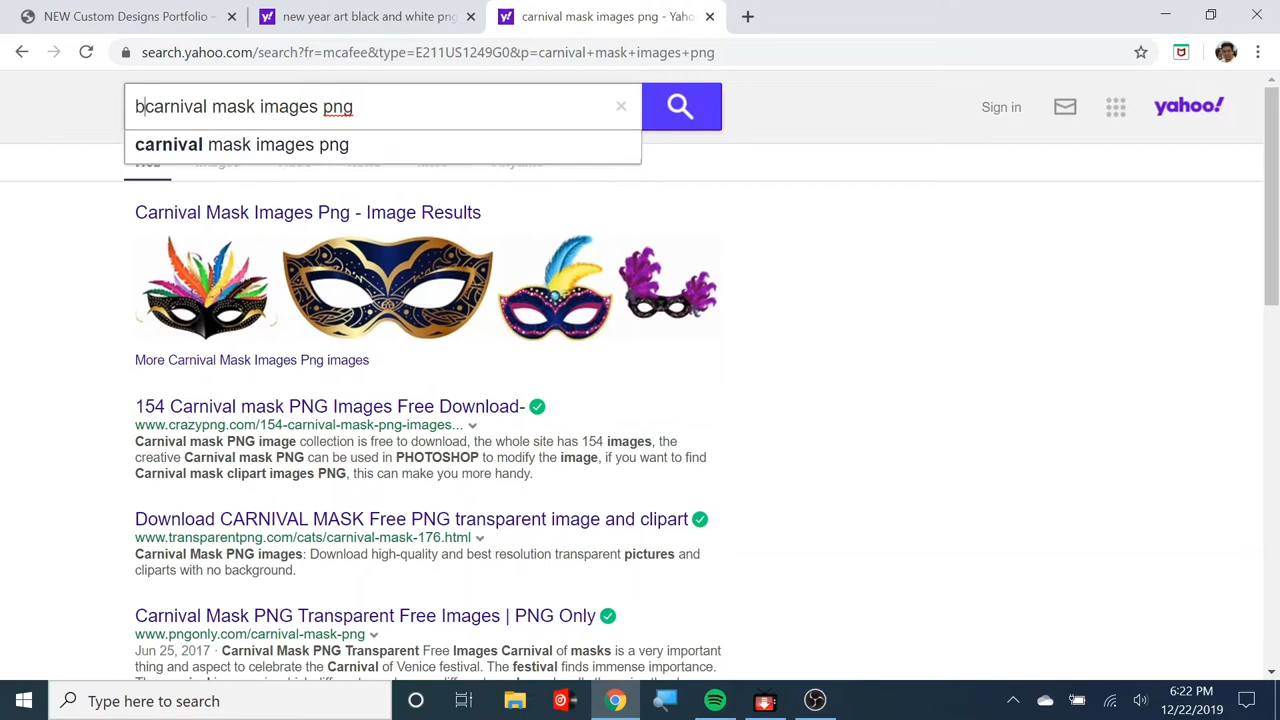 NEW Custom Designs Portfolio –
new year art black and white png
carnival mask images png - Yaho
search.yahoo.com/search?fr=mcafee&type=E211US1249G0&p=carnival+mask+images+png
bcarnival mask images png
Sign in
yahoo!
carnival mask images png
Carnival Mask Images Png - Image Results
More Carnival Mask Images Png images
154 Carnival mask PNG Images Free Download-
www.crazypng.com/154-carnival-mask-png-images...
Carnival mask PNG image collection is free to download, the whole site has 154 images, the
creative Carnival mask PNG can be used in PHOTOSHOP to modify the image, if you want to find
Carnival mask clipart images PNG, this can make you more handy.
Download CARNIVAL MASK Free PNG transparent image and clipart
www.transparentpng.com/cats/carnival-mask-176.html
Carnival Mask PNG images: Download high-quality and best resolution transparent pictures and
cliparts with no background.
Carnival Mask PNG Transparent Free Images | PNG Only
www.pngonly.com/carnival-mask-png
Jun 25, 2017 · Carnival Mask PNG Transparent Free Images Carnival of masks is a very important
thing and aspect to celebrate the Carnival of Venice festival. The festival finds immense importance.
Type here to search
6:22 PM
12/22/2019